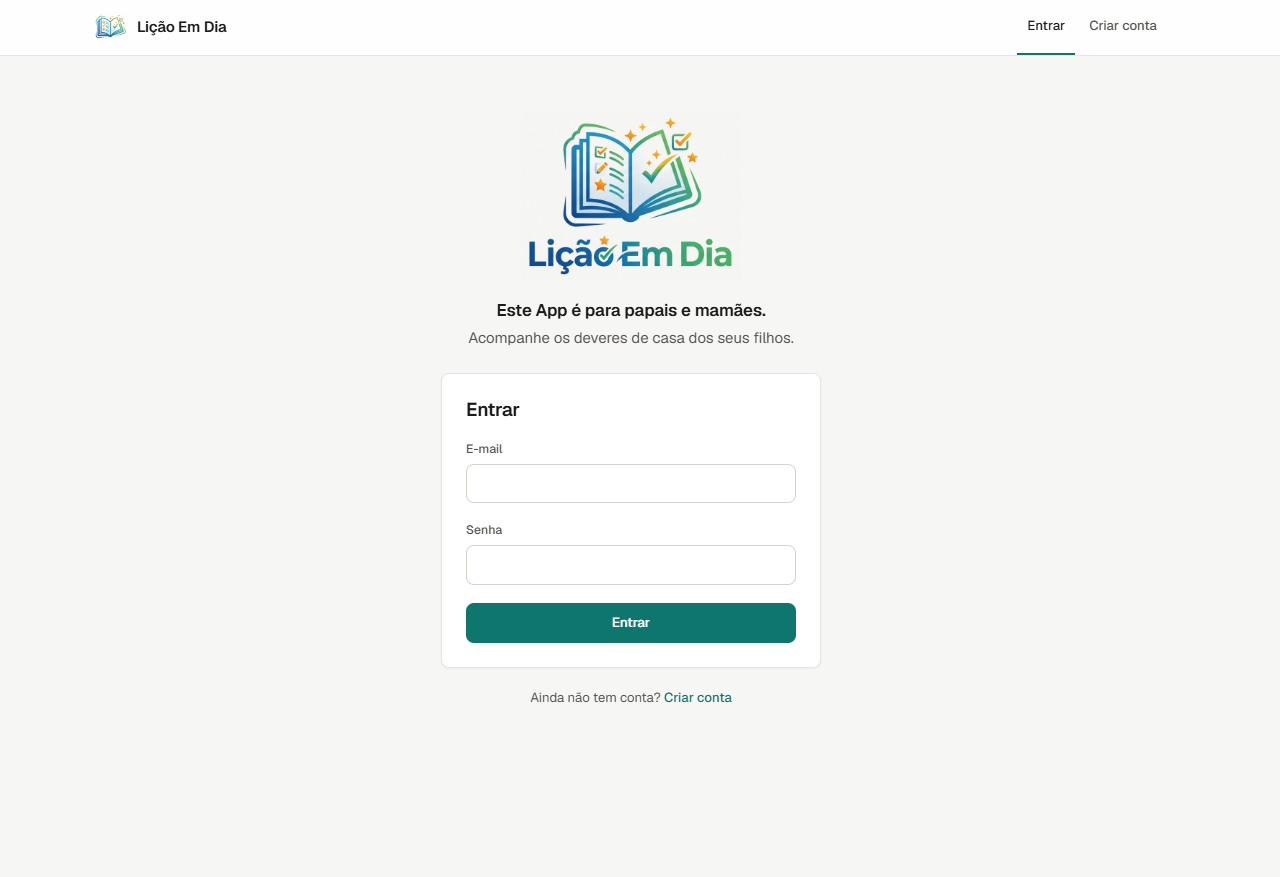 Lição Em Dia
Entrar
Criar conta
Lição Em Dia
Este App é para papais e mamães.
Acompanhe os deveres de casa dos seus filhos.
Entrar
E-mail
Senha
Entrar
Ainda não tem conta? Criar conta